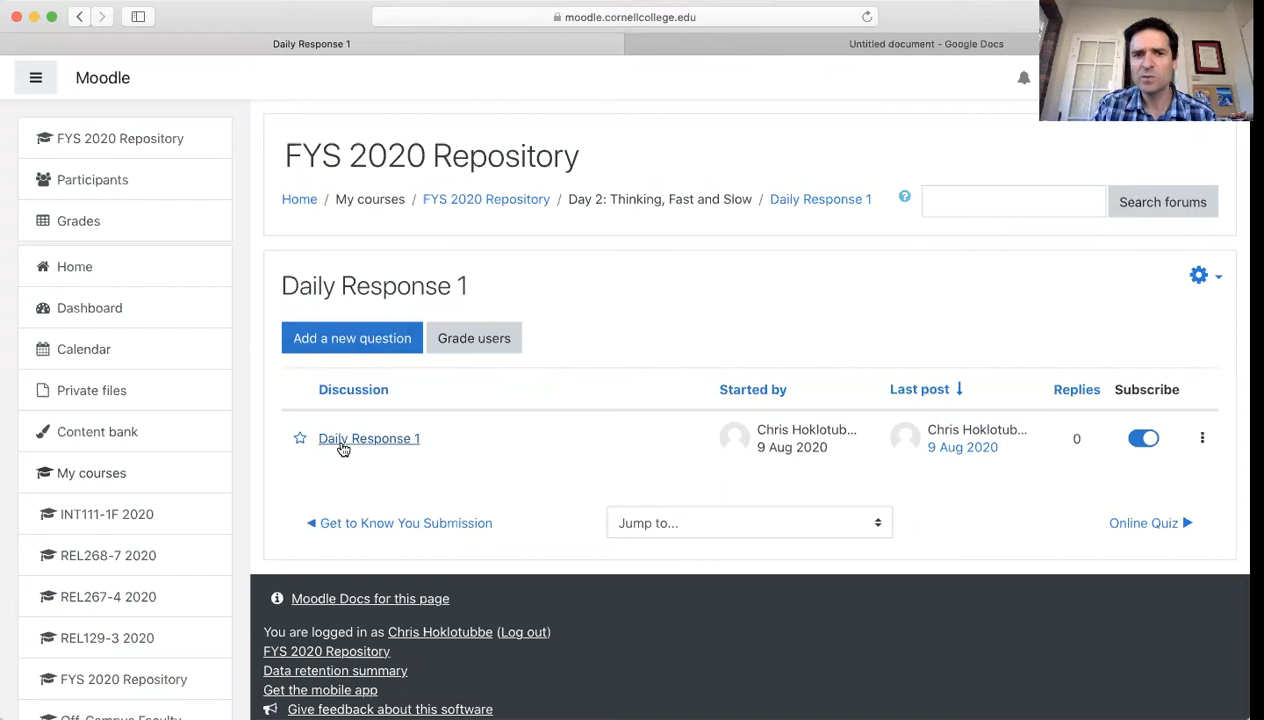 moodle.cornellcollege.edu
Daily Response 1
Untitled document - Google Docs
Moodle
FYS 2020 Repository
Participants
Grades
Home
Dashboard
Calendar
Private files
Content bank
My courses
INT111-1F 2020
REL268-7 2020
REL267-4 2020
REL129-3 2020
FYS 2020 Repository
Off-Campus Faculty
FYS 2020 Repository
Home / My courses / FYS 2020 Repository / Day 2: Thinking, Fast and Slow / Daily Response 1
Search forums
Daily Response 1
Add a new question
Grade users
Discussion Started by Last post Replies Subscribe
Daily Response 1 Chris Hoklotub... Chris Hoklotub... 0
9 Aug 2020 9 Aug 2020
Get to Know You Submission
Jump to...
Online Quiz
Moodle Docs for this page
You are logged in as Chris Hoklotubbe (Log out)
FYS 2020 Repository
Data retention summary
Get the mobile app
Give feedback about this software